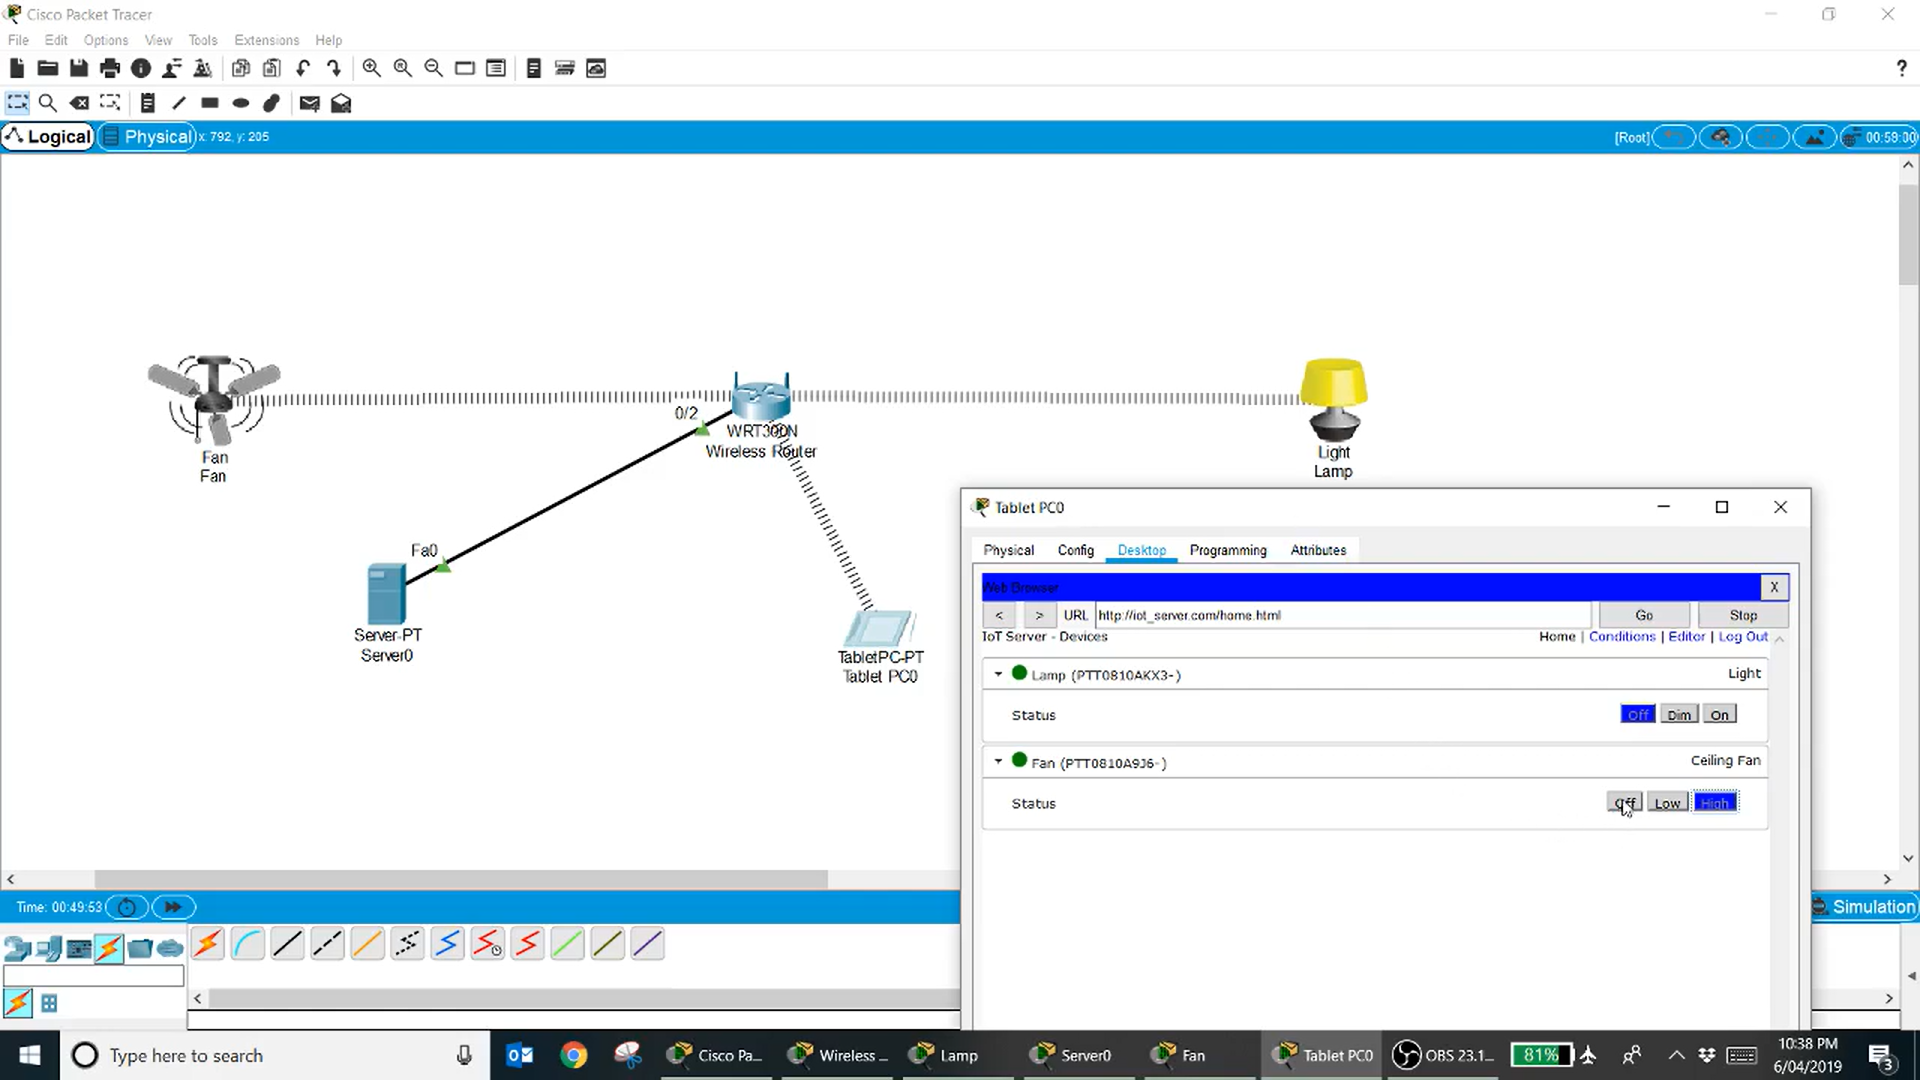 Cisco Packet Tracer
File Edit Options View Tools Extensions Help
?
Logical Physical x: 792, y: 205 [Root] 00:58:00
0/2
WRT300N
Wireless Router
Fan
Fan
Light
Lamp
Fa0
Server-PT
Server0
TabletPC-PT
Tablet PC0
Tablet PC0
Physical Config Desktop Programming Attributes
Web Browser X
< > URL http://iot_server.com/home.html Go Stop
IoT Server - Devices Home | Conditions | Editor | Log Out
Lamp (PTT0810AKX3-) Light
Status Off Dim On
Fan (PTT0810A9J6-) Ceiling Fan
Status Off Low High
Time: 00:49:53 Simulation
Type here to search Cisco Pa... Wireless ... Lamp Server0 Fan Tablet PC0 OBS 23.1... 81% 10:38 PM
6/04/2019 3